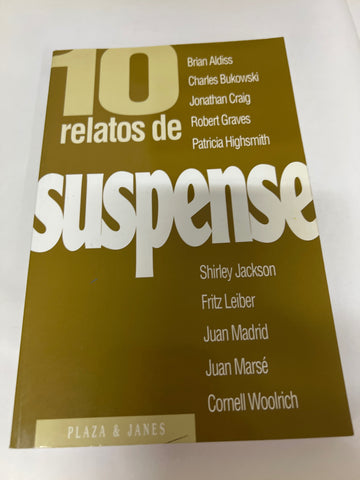 10
relatos de
Brian Aldiss
Charles Bukowski
Jonathan Craig
Robert Graves
Patricia Highsmith
suspense
Shirley Jackson
Fritz Leiber
Juan Madrid
Juan Marsé
Cornell Woolrich
PLAZA & JANES